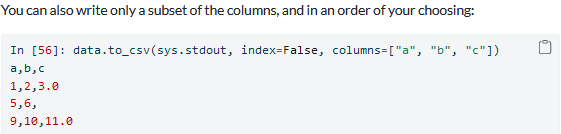 You can also write only a subset of the columns, and in an order of your choosing:
In [56]: data.to_csv(sys.stdout, index=False, columns=["a", "b", "c"])
a,b,c
1,2,3.0
5,6,
9,10,11.0